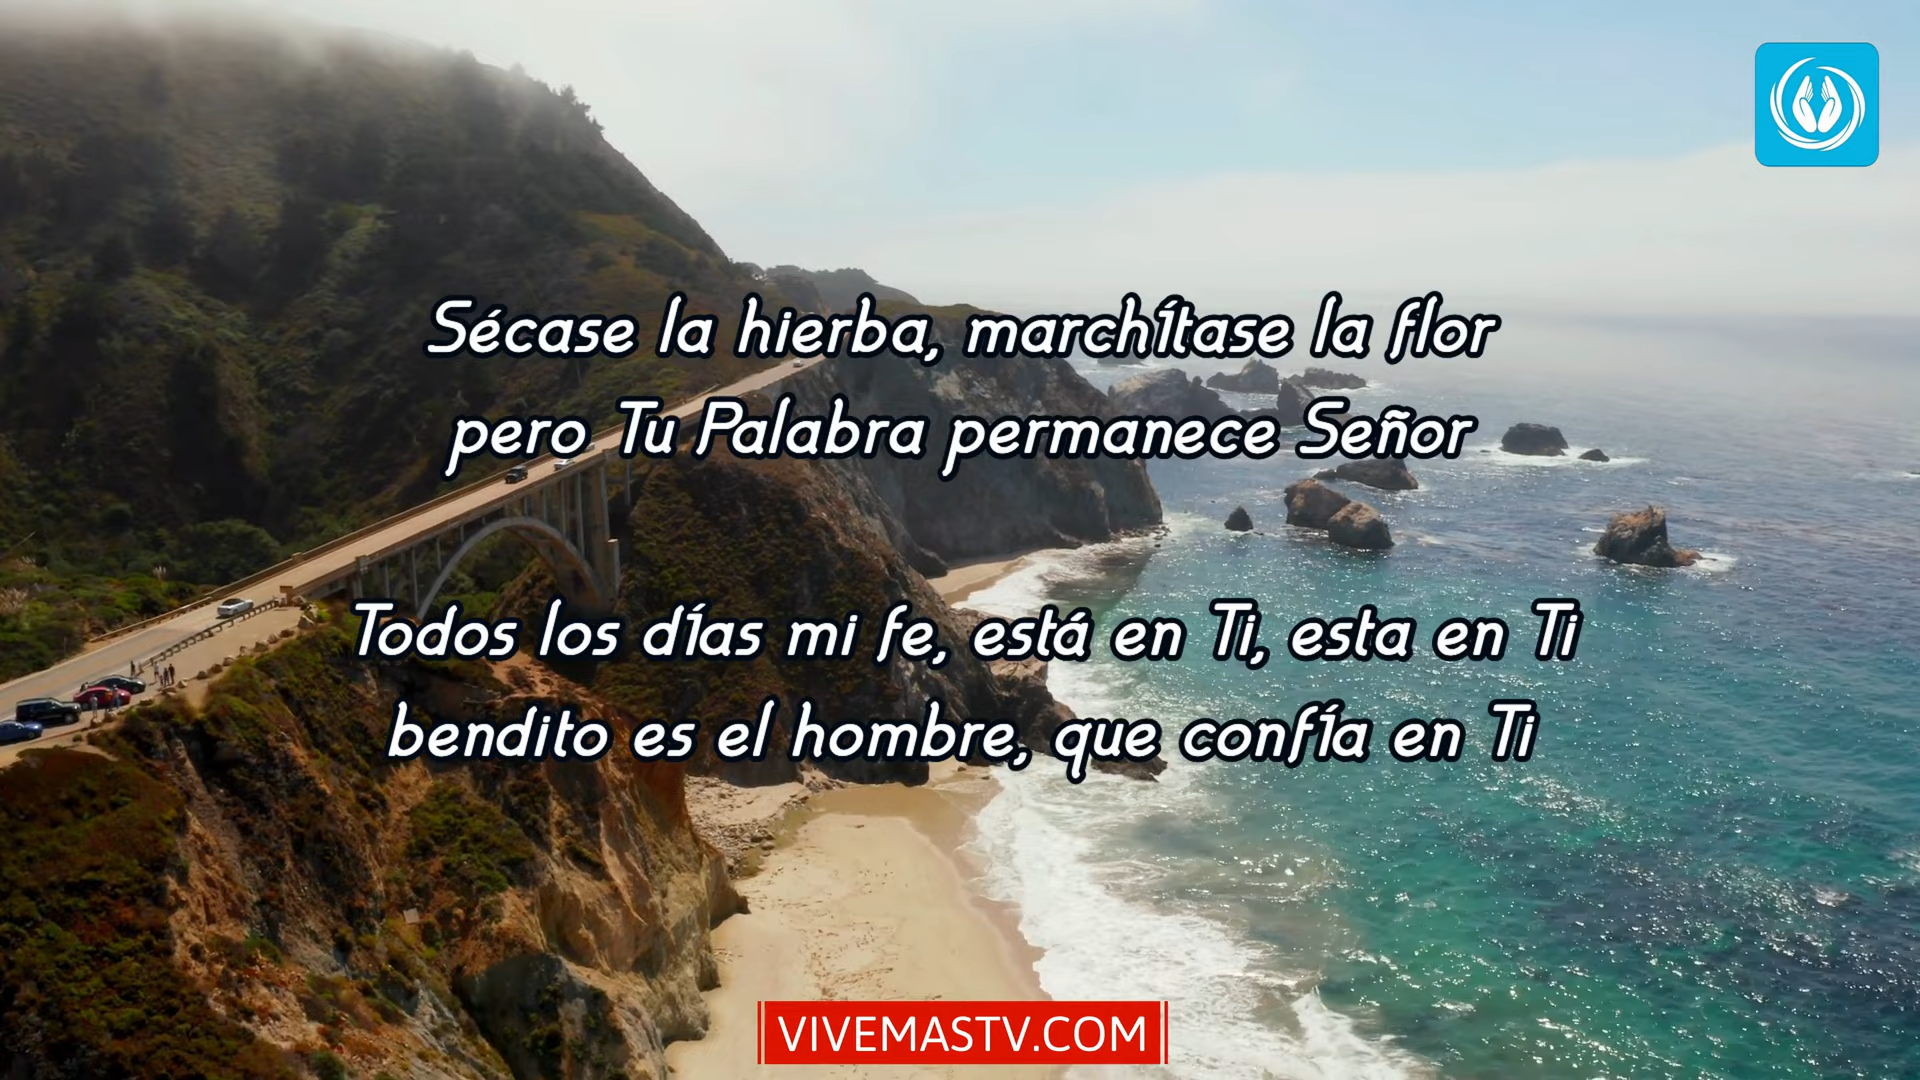 Sécase la hierba, marchítase la flor
pero Tu Palabra permanece Señor
Todos los días mi fe, está en Ti, esta en Ti
bendito es el hombre, que confía en Ti
VIVEMASTV.COM